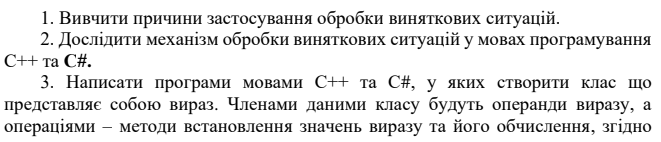 1. Вивчити причини застосування обробки виняткових ситуацій.
2. Дослідити механізм обробки виняткових ситуацій у мовах програмування
C++ та C#.
3. Написати програми мовами C++ та C#, у яких створити клас що
представляє собою вираз. Членами даними класу будуть операнди виразу, а
операціями – методи встановлення значень виразу та його обчислення, згідно